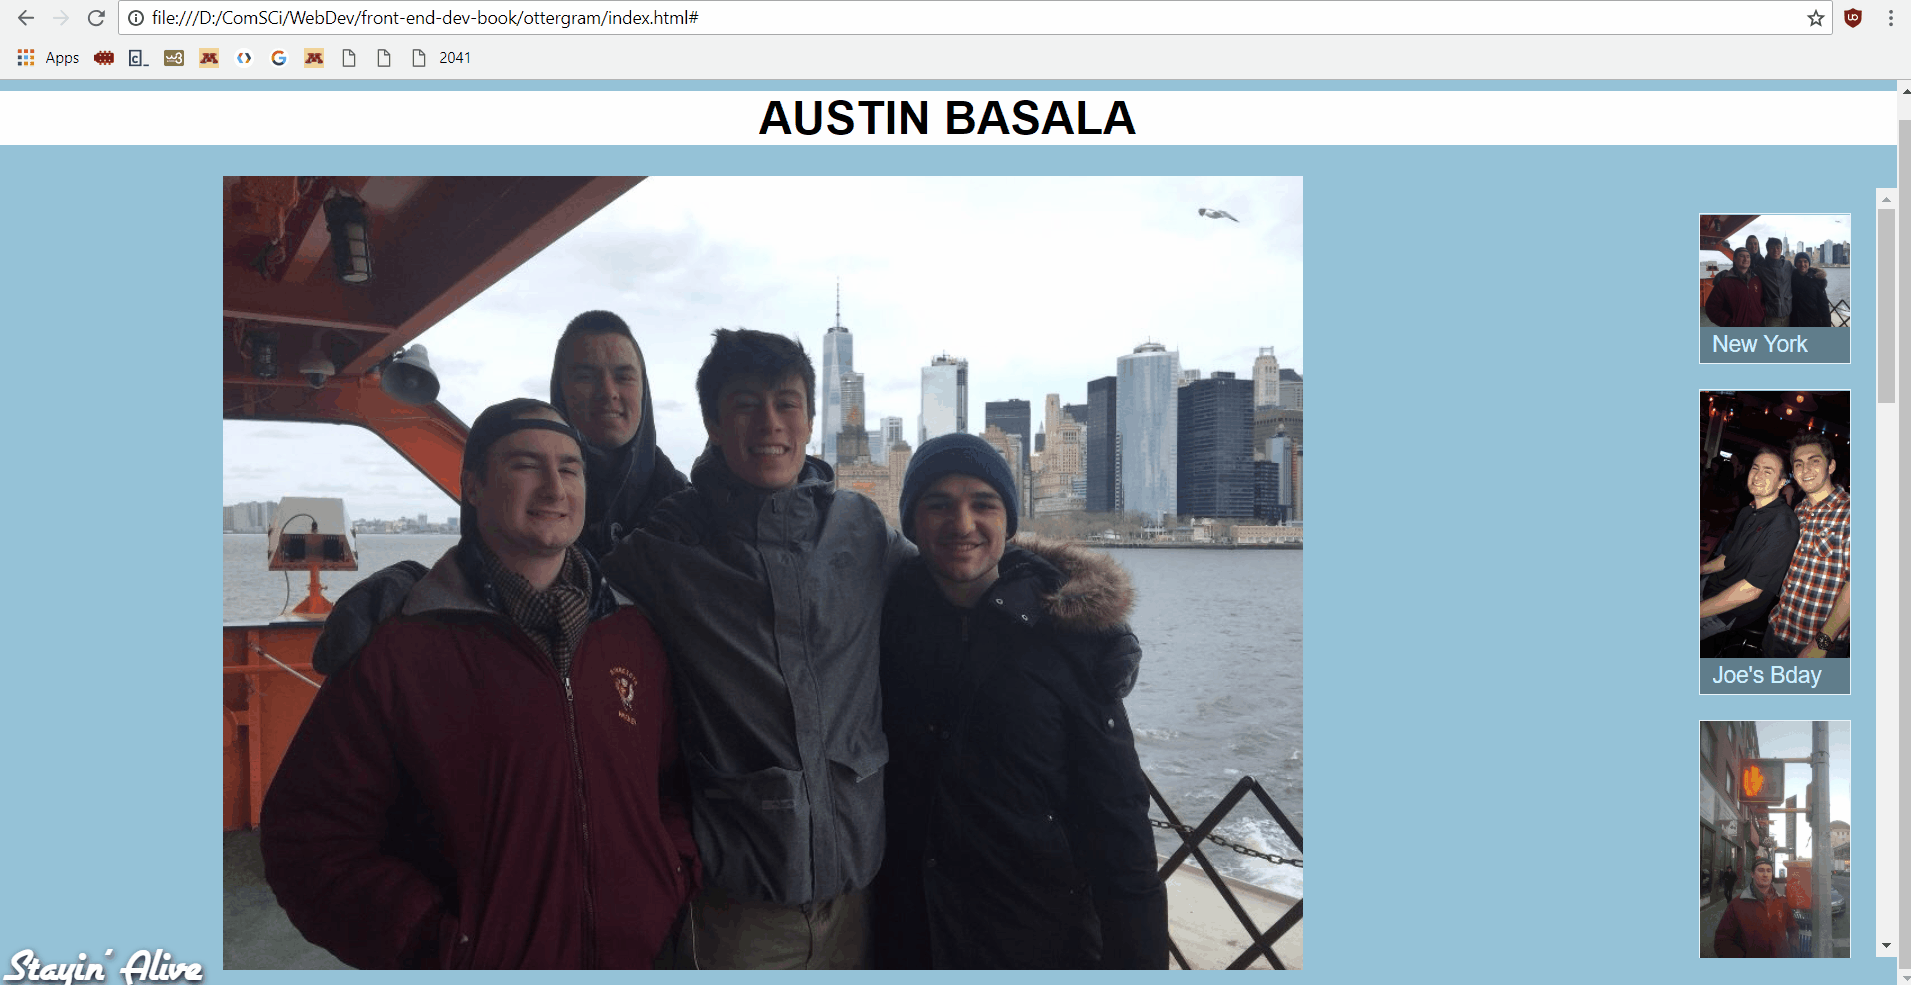 file:///D:/ComSCi/WebDev/front-end-dev-book/ottergram/index.html#
Apps
2041
AUSTIN BASALA
New York
Joe's Bday
Stayin' Alive